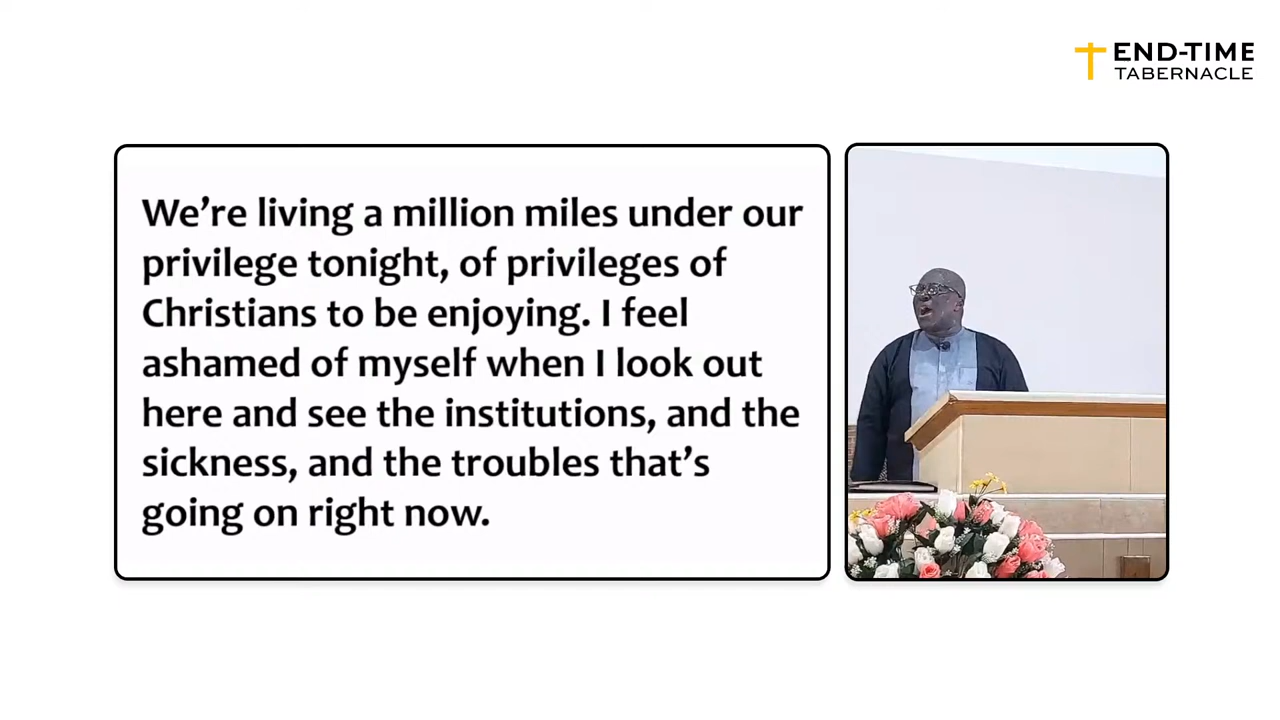 END-TIME
TABERNACLE
We’re living a million miles under our
privilege tonight, of privileges of
Christians to be enjoying. I feel
ashamed of myself when I look out
here and see the institutions, and the
sickness, and the troubles that’s
going on right now.